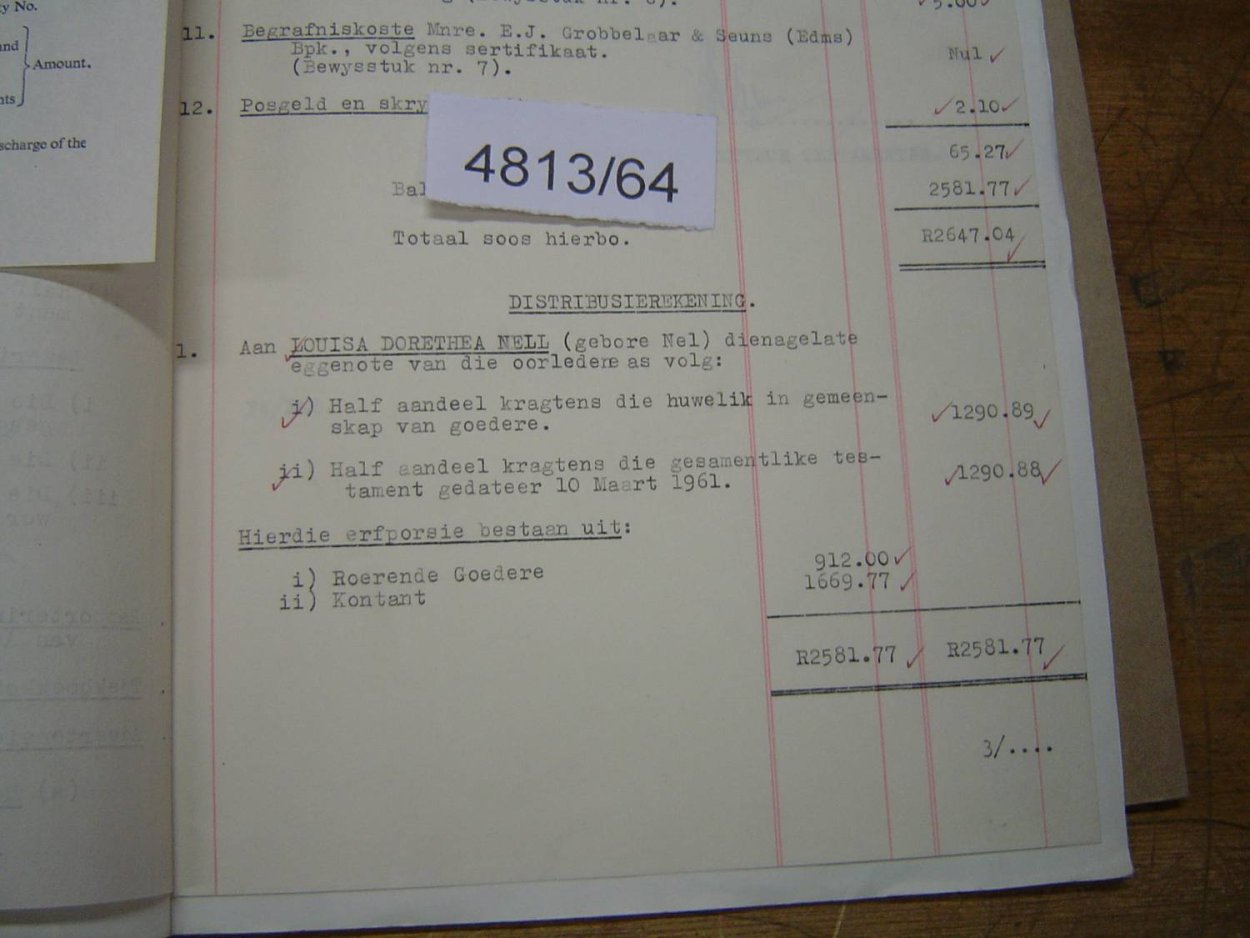 y No.
nd
Amount.
nts
scharge of the
5.00
11. Begrafniskoste Mnre. E.J. Grobbelaar & Seuns (Edms)
Bpk., volgens sertifikaat.
(Bewysstuk nr. 7). Nul
12. Posgeld en skry 2.10
4813/64
65.27
Bal 2581.77
Totaal soos hierbo. R2647.04
DISTRIBUSIEREKENING.
1. Aan LOUISA DORETHEA NELL (gebore Nel) dienagelate
eggenote van die oorledene as volg:
i) Half aandeel kragtens die huwelik in gemeen-
skap van goedere. 1290.89
ii) Half aandeel kragtens die gesamentlike tes-
tament gedateer 10 Maart 1961. 1290.88
Hierdie erfporsie bestaan uit:
i) Roerende Goedere 912.00
ii) Kontant 1669.77
R2581.77 R2581.77
3/....